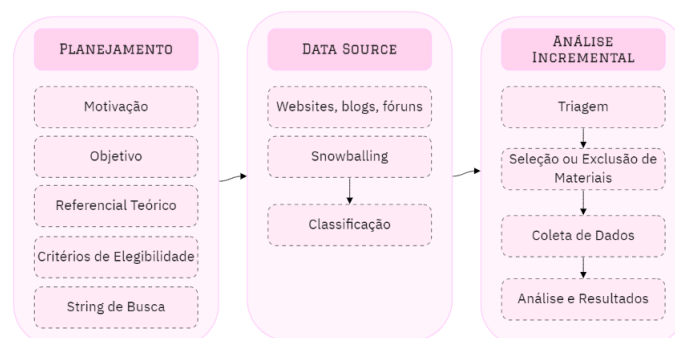 PLANEJAMENTO
Motivação
Objetivo
Referencial Teórico
Critérios de Elegibilidade
String de Busca
DATA SOURCE
Websites, blogs, fóruns
Snowballing
Classificação
ANÁLISE
INCREMENTAL
Triagem
Seleção ou Exclusão de
Materiais
Coleta de Dados
Análise e Resultados